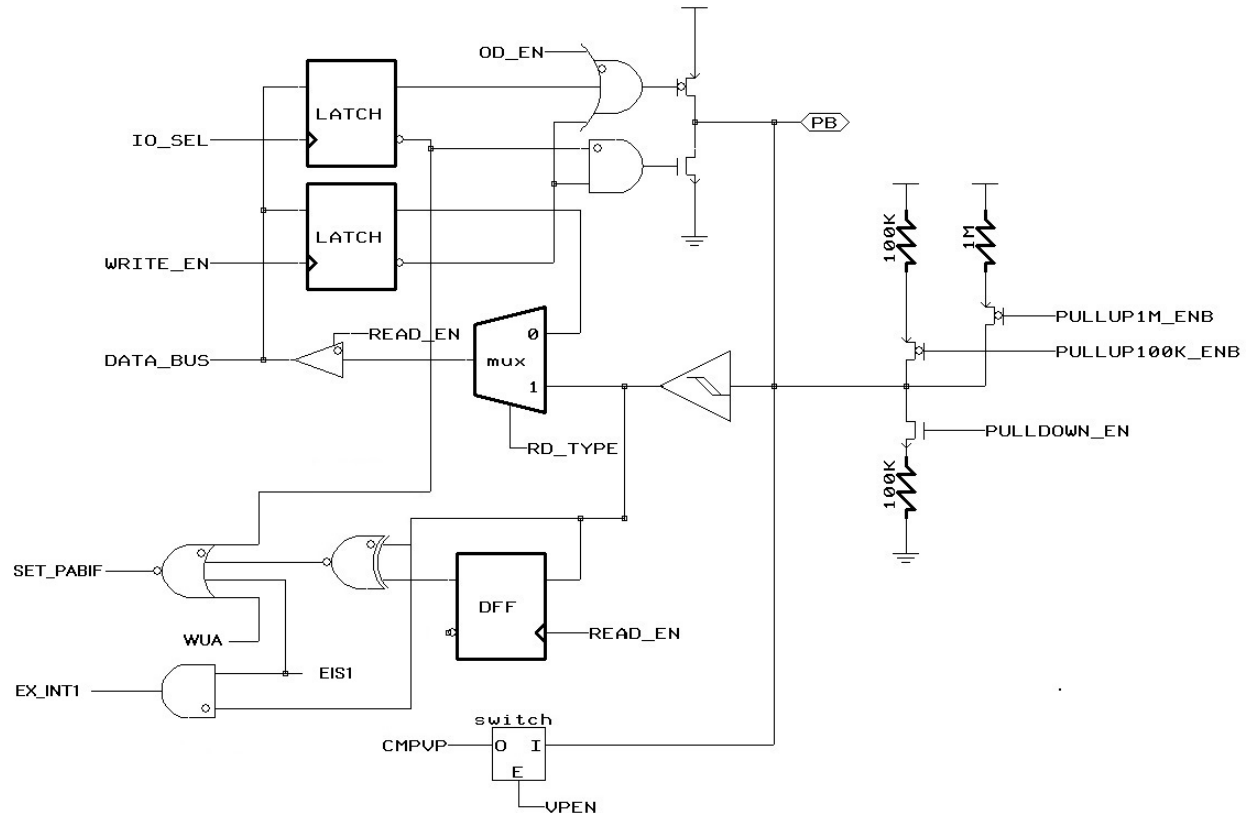 OD_EN
LATCH
IO_SEL
PB
LATCH
WRITE_EN
100K
1M
READ_EN
0
DATA_BUS
mux
1
PULLUP1M_ENB
PULLUP100K_ENB
RD_TYPE
PULLDOWN_EN
100K
SET_PABIF
DFF
READ_EN
WUA
EIS1
EX_INT1
switch
CMPVP
O I
E
VPEN